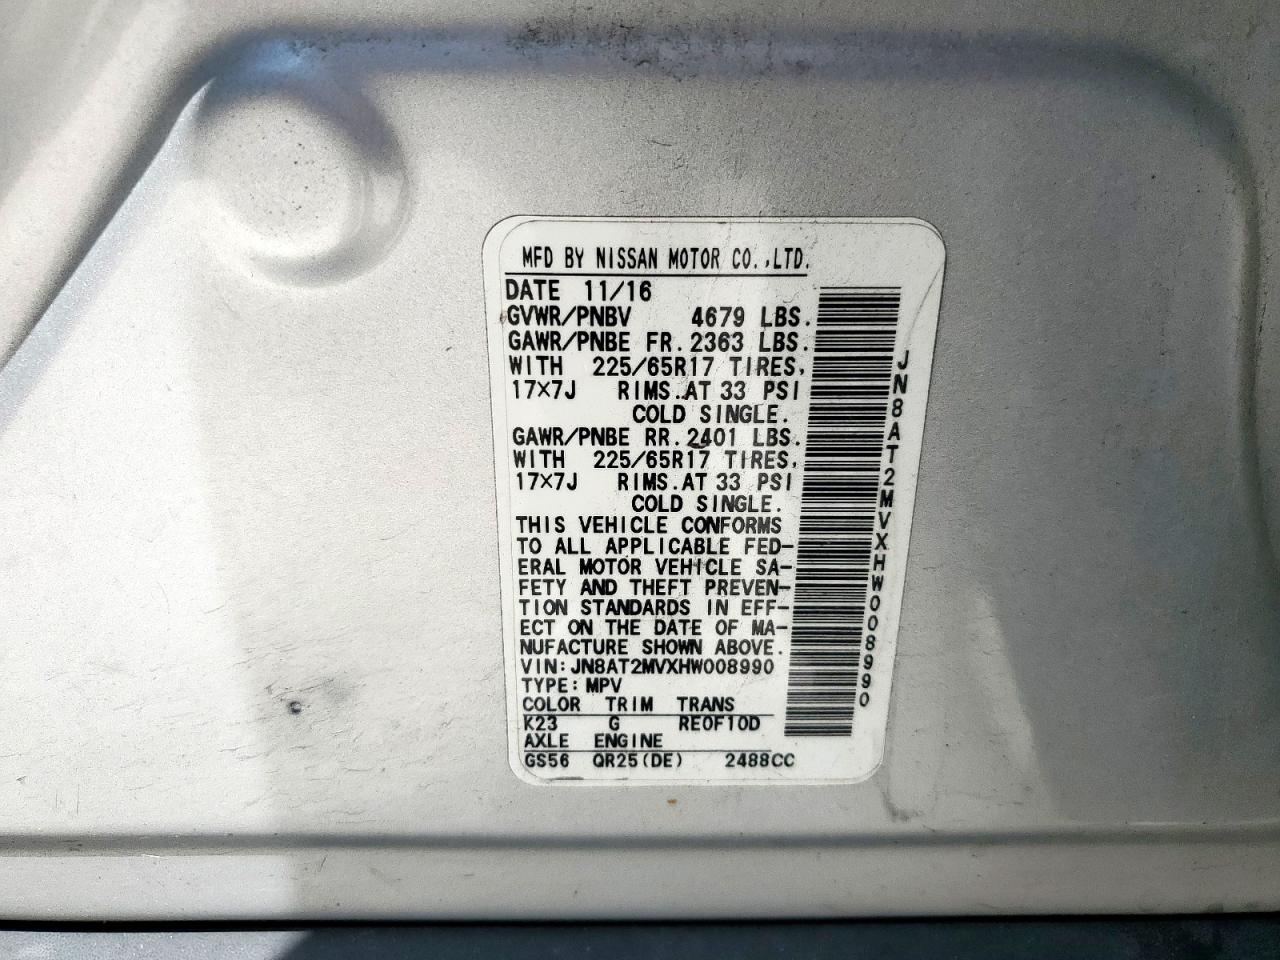 MFD BY NISSAN MOTOR CO.,LTD.
DATE 11/16
GVWR/PNBV 4679 LBS.
GAWR/PNBE FR. 2363 LBS.
WITH 225/65R17 TIRES,
17×7J RIMS.AT 33 PSI
COLD SINGLE.
GAWR/PNBE RR. 2401 LBS.
WITH 225/65R17 TIRES,
17×7J RIMS.AT 33 PSI
COLD SINGLE.
THIS VEHICLE CONFORMS
TO ALL APPLICABLE FED-
ERAL MOTOR VEHICLE SA-
FETY AND THEFT PREVEN-
TION STANDARDS IN EFF-
ECT ON THE DATE OF MA-
NUFACTURE SHOWN ABOVE.
VIN:JN8AT2MVXHW008990
TYPE:MPV
COLOR TRIM TRANS
K23 G RE0F10D
AXLE ENGINE
GS56 QR25(DE) 2488CC
JN8AT2MVXHW008990